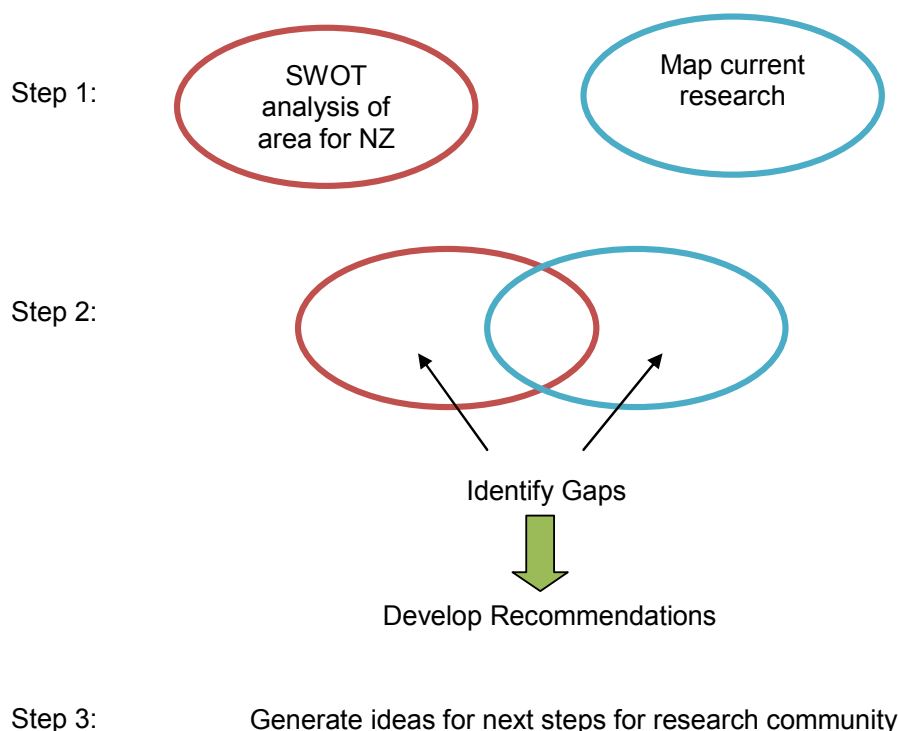 Step 1:
SWOT
analysis of
area for NZ
Map current
research
Step 2:
Identify Gaps
Develop Recommendations
Step 3:
Generate ideas for next steps for research community